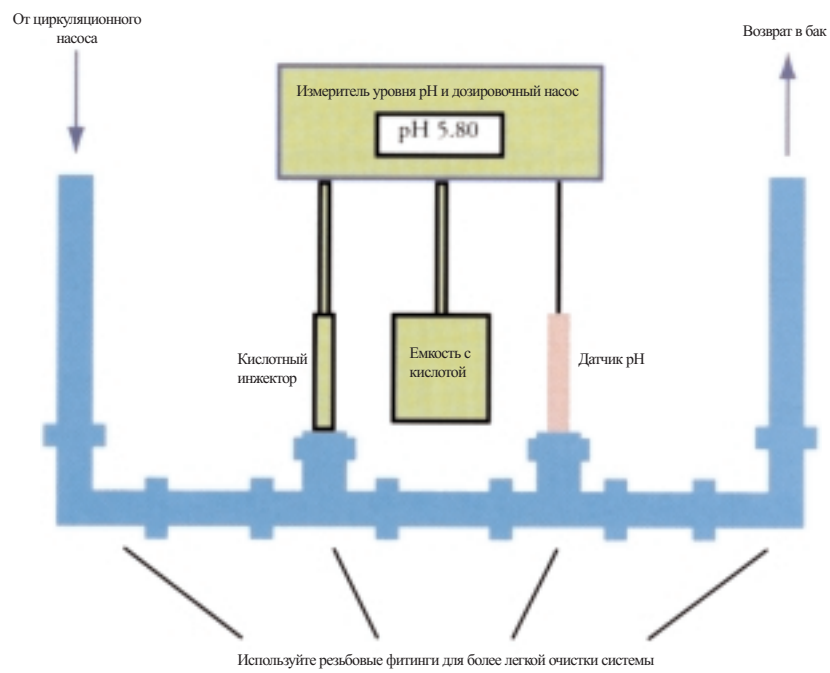 От циркуляционного
насоса
Возврат в бак
Измеритель уровня pH и дозировочный насос
pH 5.80
Кислотный
инжектор
Емкость с
кислотой
Датчик pH
Используйте резьбовые фитинги для более легкой очистки системы